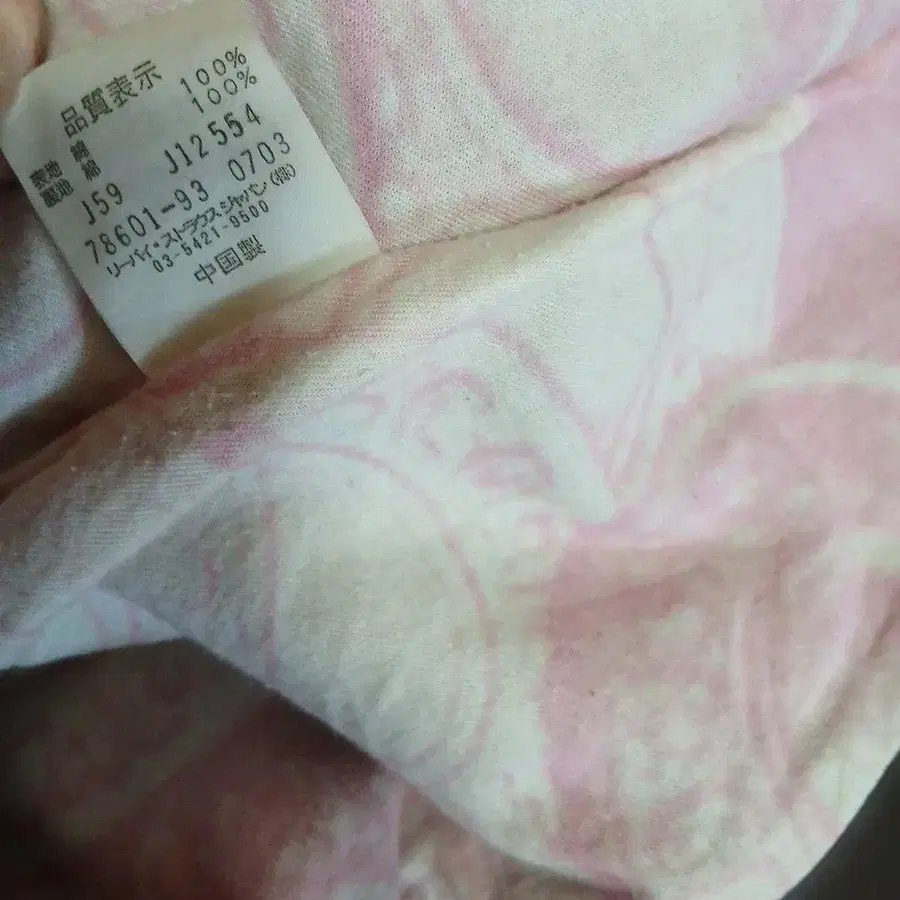 品質表示
表地 綿 100%
裏地 綿 100%
J59 J12554
78601-93 0703
リーバイ・ストラウス ジャパン(株)
03-5421-9500
中国製